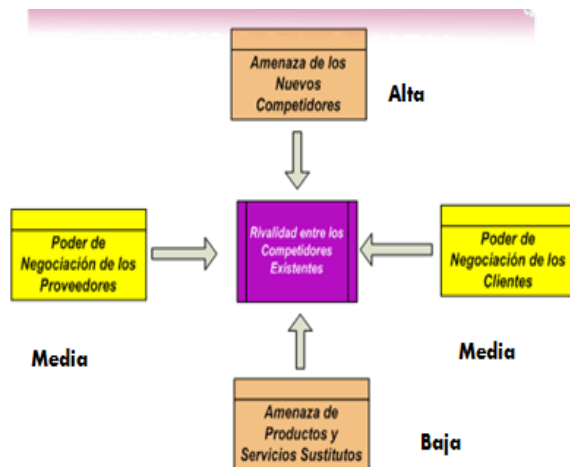 Amenaza de los
Nuevos
Competidores
Alta
Poder de
Negociación de los
Proveedores
Rivalidad entre los
Competidores
Existentes
Poder de
Negociación de los
Clientes
Media
Media
Amenaza de
Productos y
Servicios Sustitutos
Baja